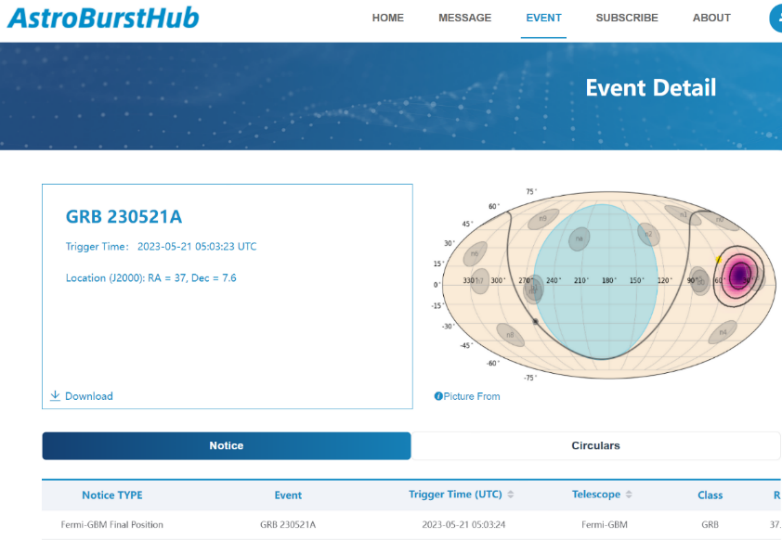 AstroBurstHub
HOME MESSAGE EVENT SUBSCRIBE ABOUT
Event Detail
GRB 230521A
Trigger Time: 2023-05-21 05:03:23 UTC
Location (J2000): RA = 37, Dec = 7.6
Download
75°
60°
45°
30°
15°
0°
-15°
-30°
-45°
-60°
-75°
330° 300° 270° 240° 210° 180° 150° 120° 90° 60°
Picture From
Notice Circulars
Notice TYPE Event Trigger Time (UTC) Telescope Class R
Fermi-GBM Final Position GRB 230521A 2023-05-21 05:03:24 Fermi-GBM GRB 37.